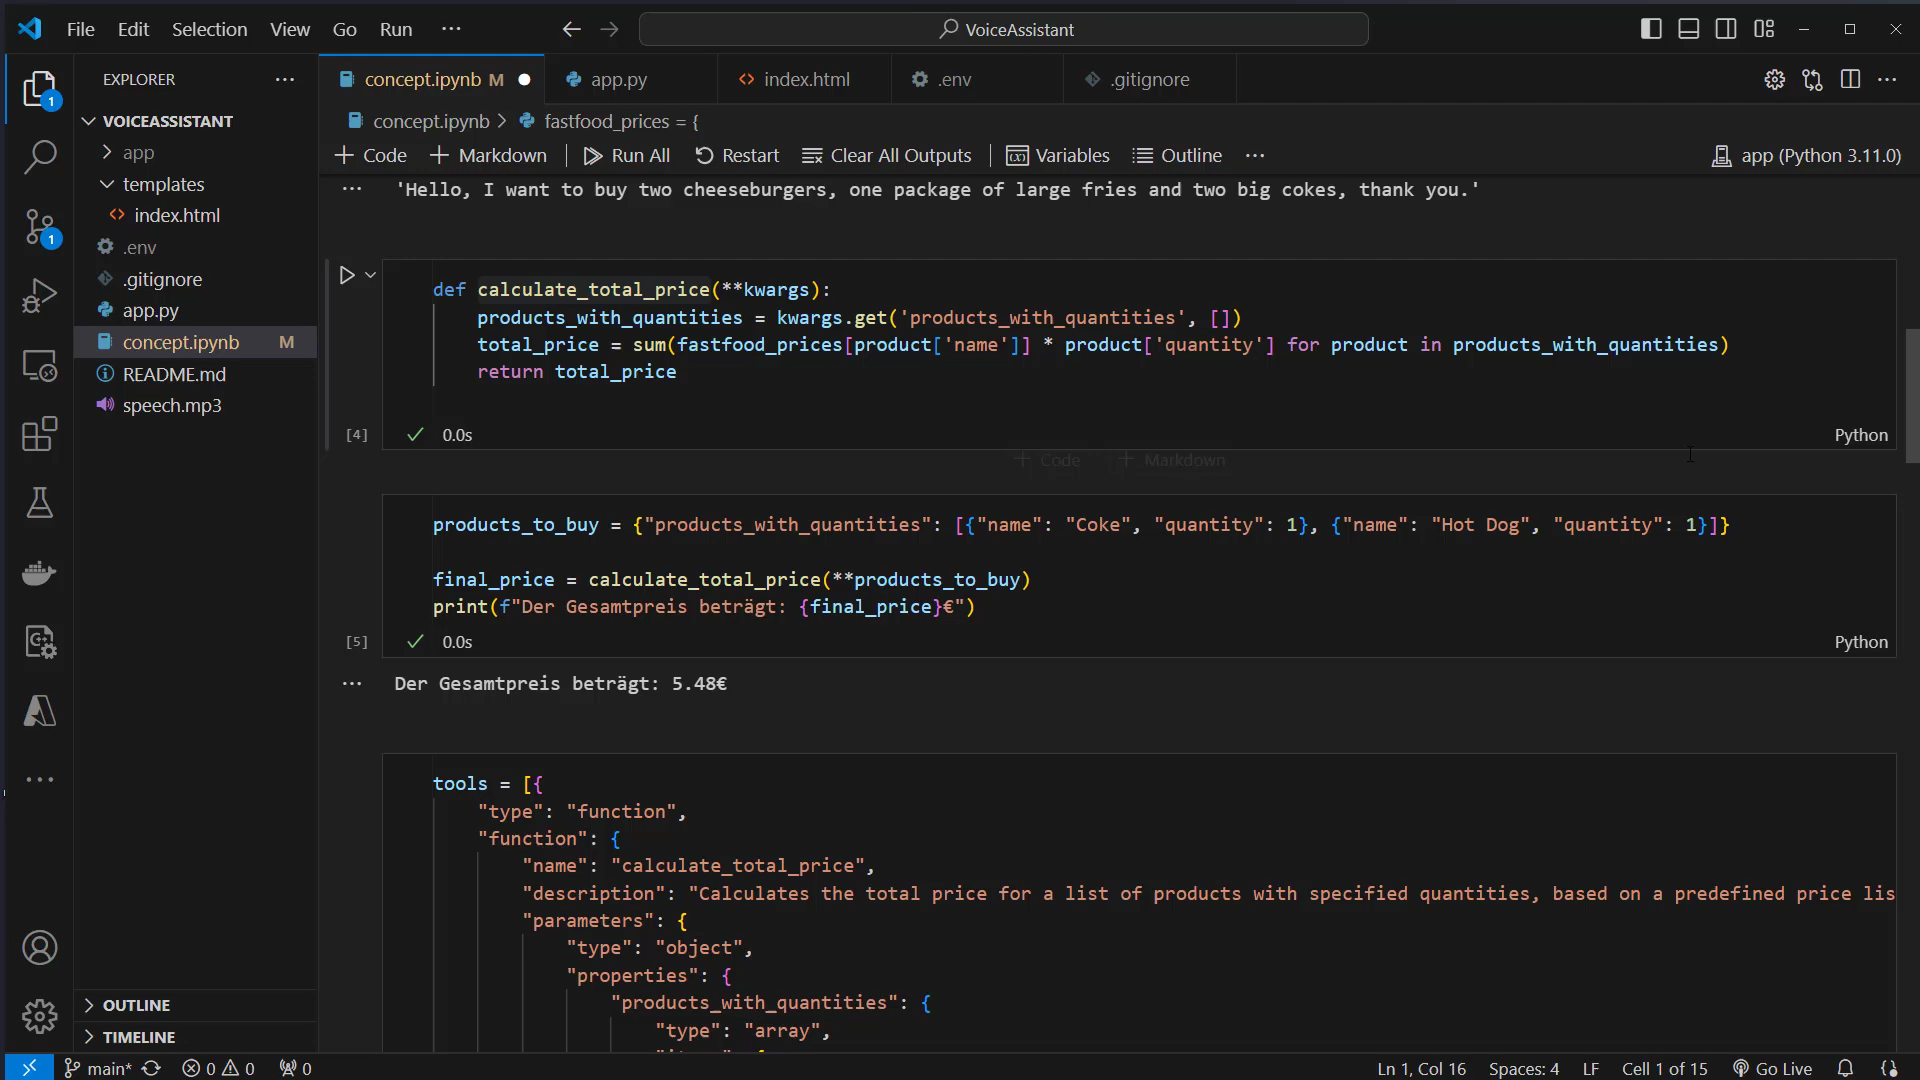 File Edit Selection View Go Run ··· VoiceAssistant
EXPLORER ···
1
VOICEASSISTANT
app
templates
index.html
.env
.gitignore
app.py
concept.ipynb M
README.md
speech.mp3
1
OUTLINE
TIMELINE
concept.ipynb M app.py index.html .env .gitignore
concept.ipynb > fastfood_prices = {
+ Code + Markdown Run All Restart Clear All Outputs Variables Outline ··· app (Python 3.11.0)
··· 'Hello, I want to buy two cheeseburgers, one package of large fries and two big cokes, thank you.'
def calculate_total_price(**kwargs):
products_with_quantities = kwargs.get('products_with_quantities', [])
total_price = sum(fastfood_prices[product['name']] * product['quantity'] for product in products_with_quantities)
return total_price
[4] 0.0s Python
+ Code + Markdown
products_to_buy = {"products_with_quantities": [{"name": "Coke", "quantity": 1}, {"name": "Hot Dog", "quantity": 1}]}
final_price = calculate_total_price(**products_to_buy)
print(f"Der Gesamtpreis beträgt: {final_price}€")
[5] 0.0s Python
··· Der Gesamtpreis beträgt: 5.48€
tools = [{
"type": "function",
"function": {
"name": "calculate_total_price",
"description": "Calculates the total price for a list of products with specified quantities, based on a predefined price lis
"parameters": {
"type": "object",
"properties": {
"products_with_quantities": {
"type": "array",
main* 0 0 0 Ln 1, Col 16 Spaces: 4 LF Cell 1 of 15 Go Live